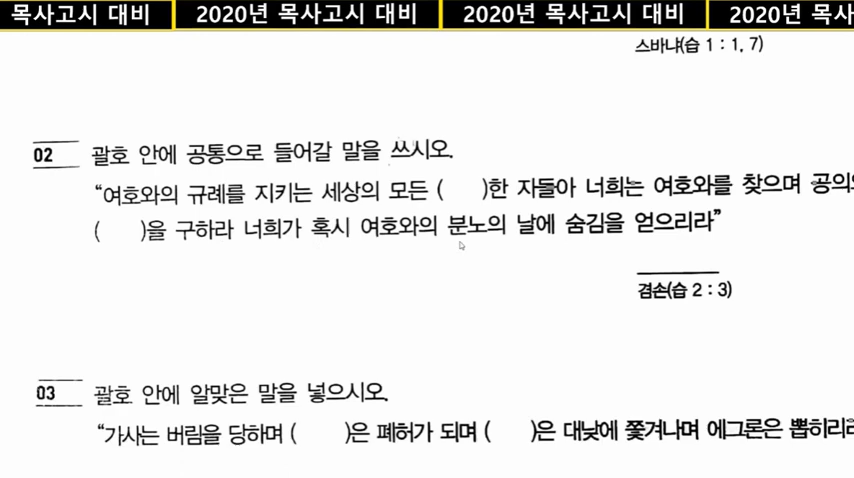 목사고시 대비 2020년 목사고시 대비 2020년 목사고시 대비 2020년 목사
스바냐(습 1 : 1, 7)
02 괄호 안에 공통으로 들어갈 말을 쓰시오.
“여호와의 규례를 지키는 세상의 모든 ( )한 자들아 너희는 여호와를 찾으며 공의와
( )을 구하라 너희가 혹시 여호와의 분노의 날에 숨김을 얻으리라”
겸손(습 2 : 3)
03 괄호 안에 알맞은 말을 넣으시오.
“가사는 버림을 당하며 ( )은 폐허가 되며 ( )은 대낮에 쫓겨나며 에그론은 뽑히리라